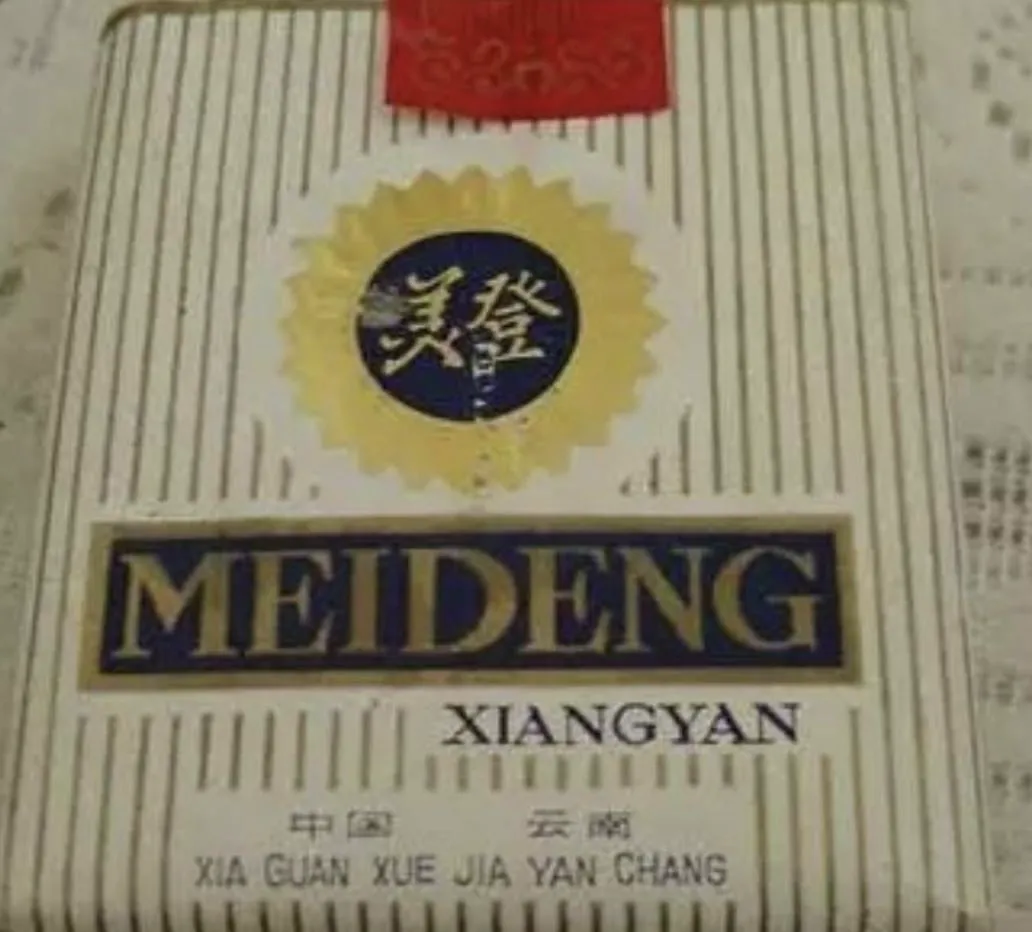 美登
MEIDENG
XIANGYAN
中国 云南
XIA GUAN XUE JIA YAN CHANG